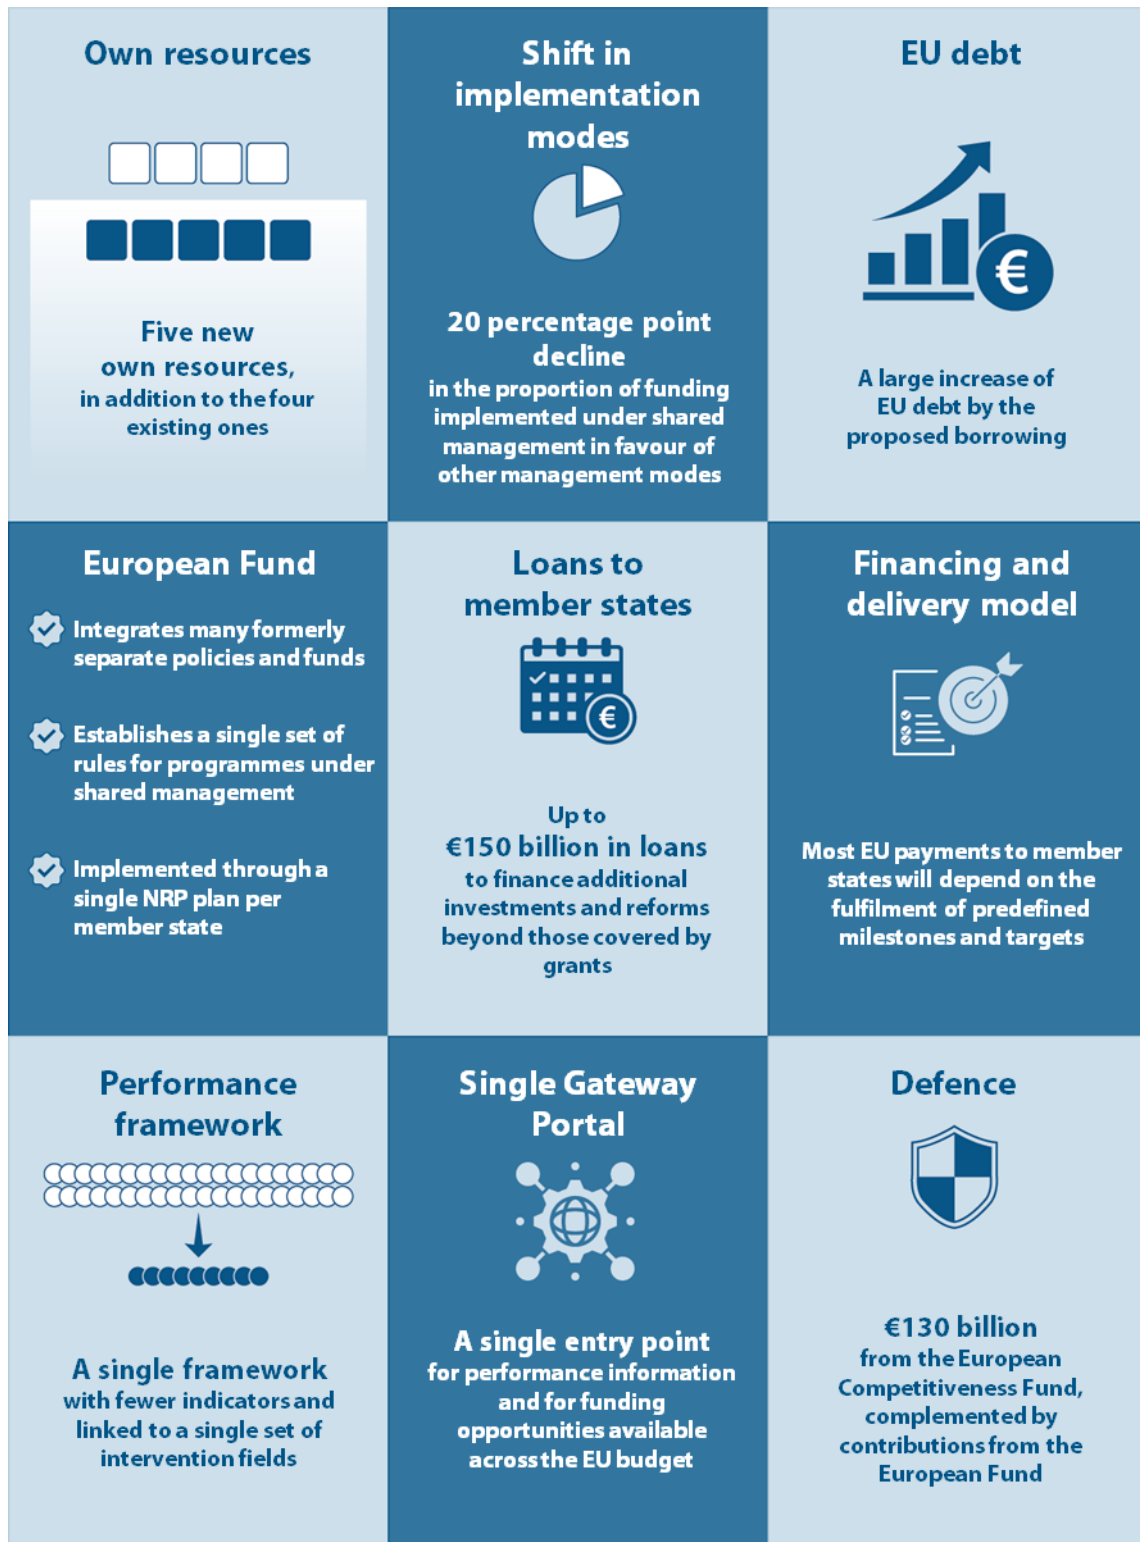 Own resources
Five new
own resources,
in addition to the four
existing ones
Shift in
implementation
modes
20 percentage point
decline
in the proportion of funding
implemented under shared
management in favour of
other management modes
EU debt
€
A large increase of
EU debt by the
proposed borrowing
European Fund
Integrates many formerly
separate policies and funds
Establishes a single set of
rules for programmes under
shared management
Implemented through a
single NRP plan per
member state
Loans to
member states
€
Up to
€150 billion in loans
to finance additional
investments and reforms
beyond those covered by
grants
Financing and
delivery model
Most EU payments to member
states will depend on the
fulfilment of predefined
milestones and targets
Performance
framework
A single framework
with fewer indicators and
linked to a single set of
intervention fields
Single Gateway
Portal
A single entry point
for performance information
and for funding
opportunities available
across the EU budget
Defence
€130 billion
from the European
Competitiveness Fund,
complemented by
contributions from the
European Fund